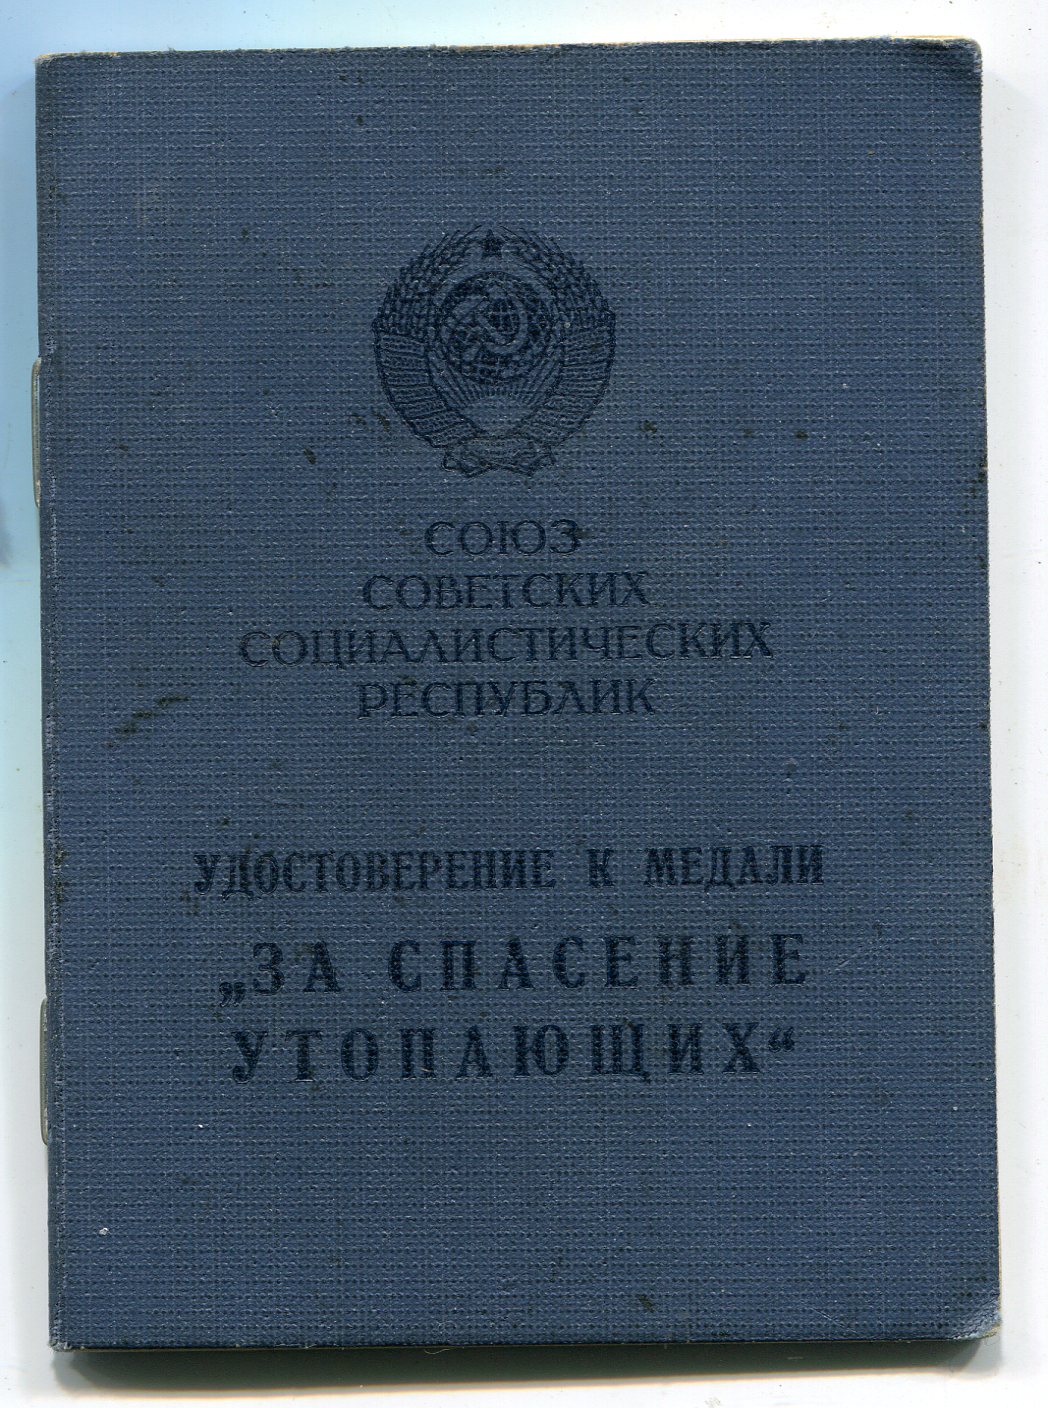 СОЮЗ
СОВЕТСКИХ
СОЦИАЛИСТИЧЕСКИХ
РЕСПУБЛИК
УДОСТОВЕРЕНИЕ К МЕДАЛИ
„ЗА СПАСЕНИЕ
УТОПАЮЩИХ“